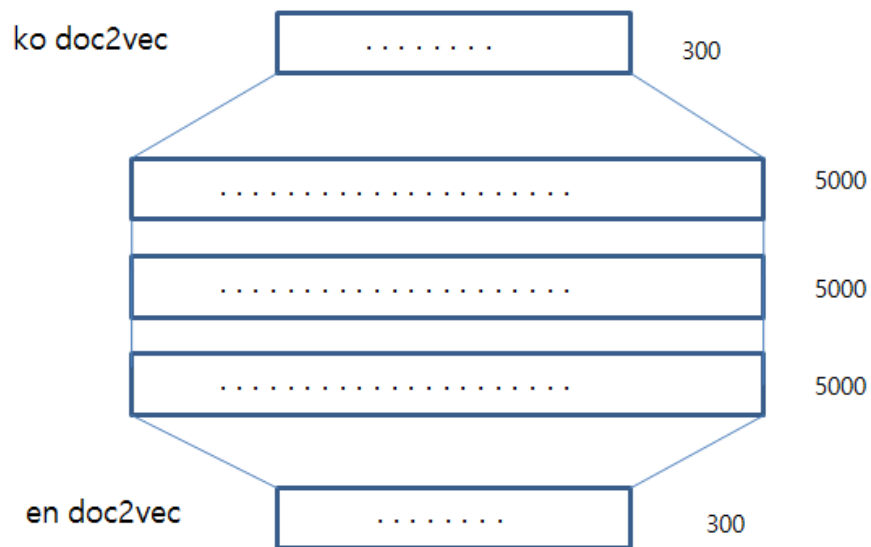 ko doc2vec
. . . . . . . .
300
. . . . . . . . . . . . . . . . . . . . .
5000
. . . . . . . . . . . . . . . . . . . . .
5000
. . . . . . . . . . . . . . . . . . . . .
5000
en doc2vec
. . . . . . . .
300